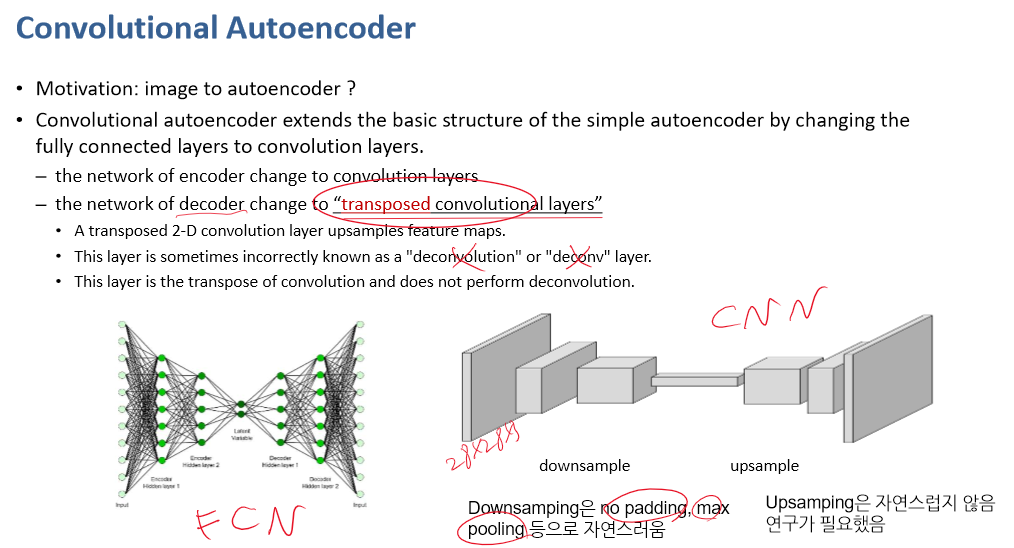 Convolutional Autoencoder
• Motivation: image to autoencoder ?
• Convolutional autoencoder extends the basic structure of the simple autoencoder by changing the
fully connected layers to convolution layers.
– the network of encoder change to convolution layers
– the network of decoder change to “transposed convolutional layers”
• A transposed 2-D convolution layer upsamples feature maps.
• This layer is sometimes incorrectly known as a "deconvolution" or "deconv" layer.
• This layer is the transpose of convolution and does not perform deconvolution.
Latent
Variable
Encoder
Hidden layer 2
Decoder
Hidden layer 1
Encoder
Hidden layer 1
Decoder
Hidden layer 2
Input
Input
FCN
CNN
28x28x
downsample
upsample
Downsamping은 no padding, max
pooling 등으로 자연스러움
Upsamping은 자연스럽지 않음
연구가 필요했음